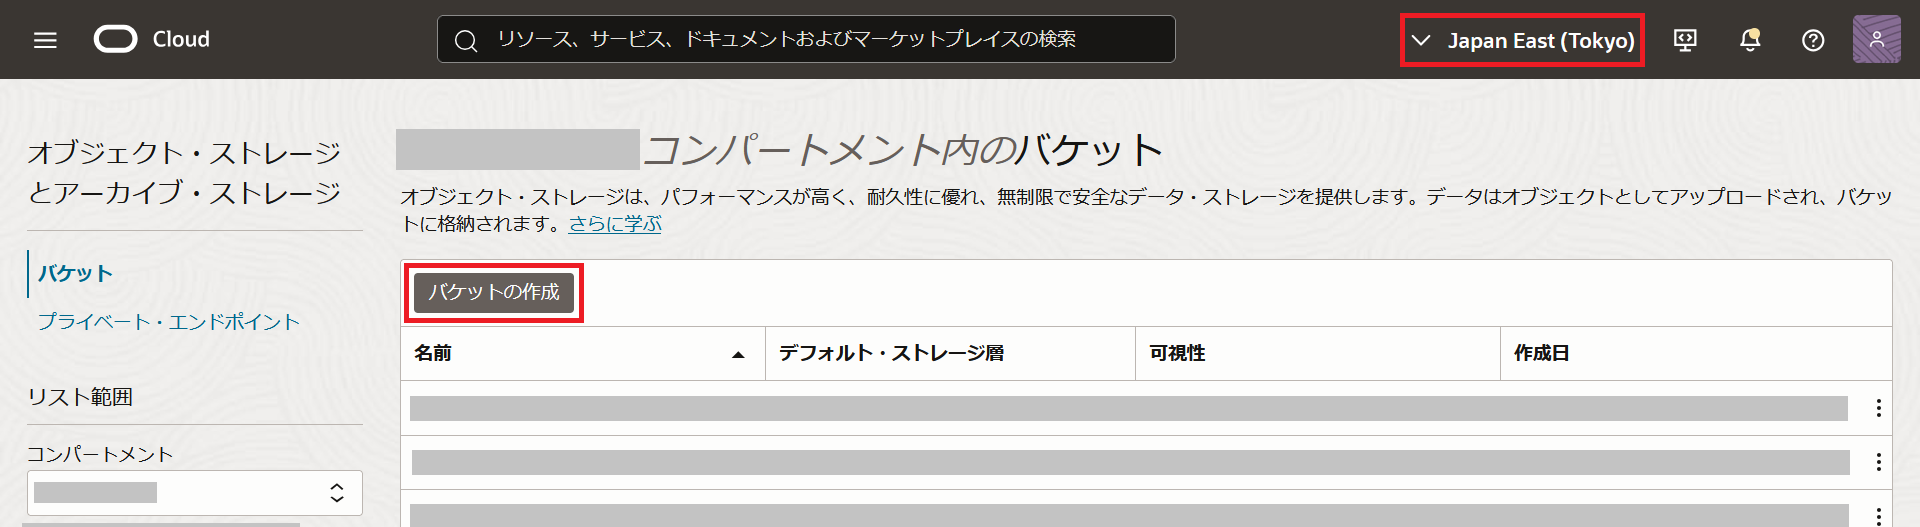 Cloud
リソース、サービス、ドキュメントおよびマーケットプレイスの検索
Japan East (Tokyo)
オブジェクト・ストレージ
とアーカイブ・ストレージ
バケット
プライベート・エンドポイント
リスト範囲
コンパートメント
コンパートメント内のバケット
オブジェクト・ストレージは、パフォーマンスが高く、耐久性に優れ、無制限で安全なデータ・ストレージを提供します。データはオブジェクトとしてアップロードされ、バケッ
トに格納されます。さらに学ぶ
バケットの作成
名前
デフォルト・ストレージ層
可視性
作成日